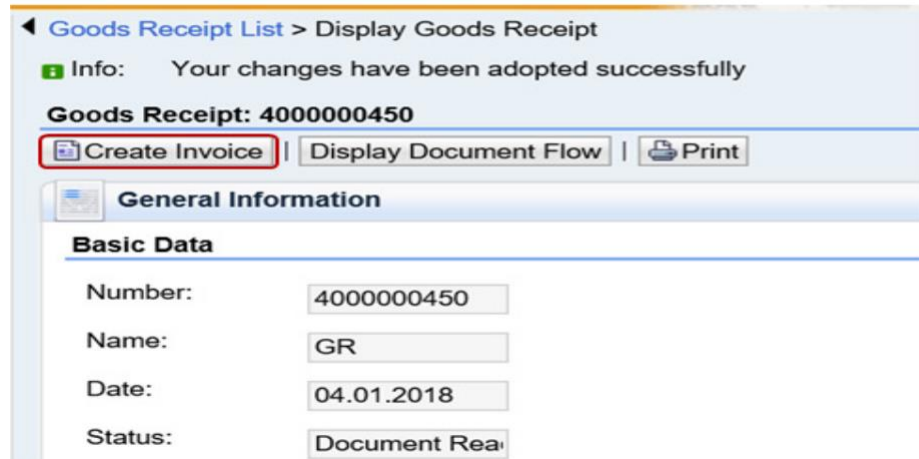 Goods Receipt List > Display Goods Receipt
Info: Your changes have been adopted successfully
Goods Receipt: 4000000450
Create Invoice | Display Document Flow | Print
General Information
Basic Data
Number: 4000000450
Name: GR
Date: 04.01.2018
Status: Document Rea